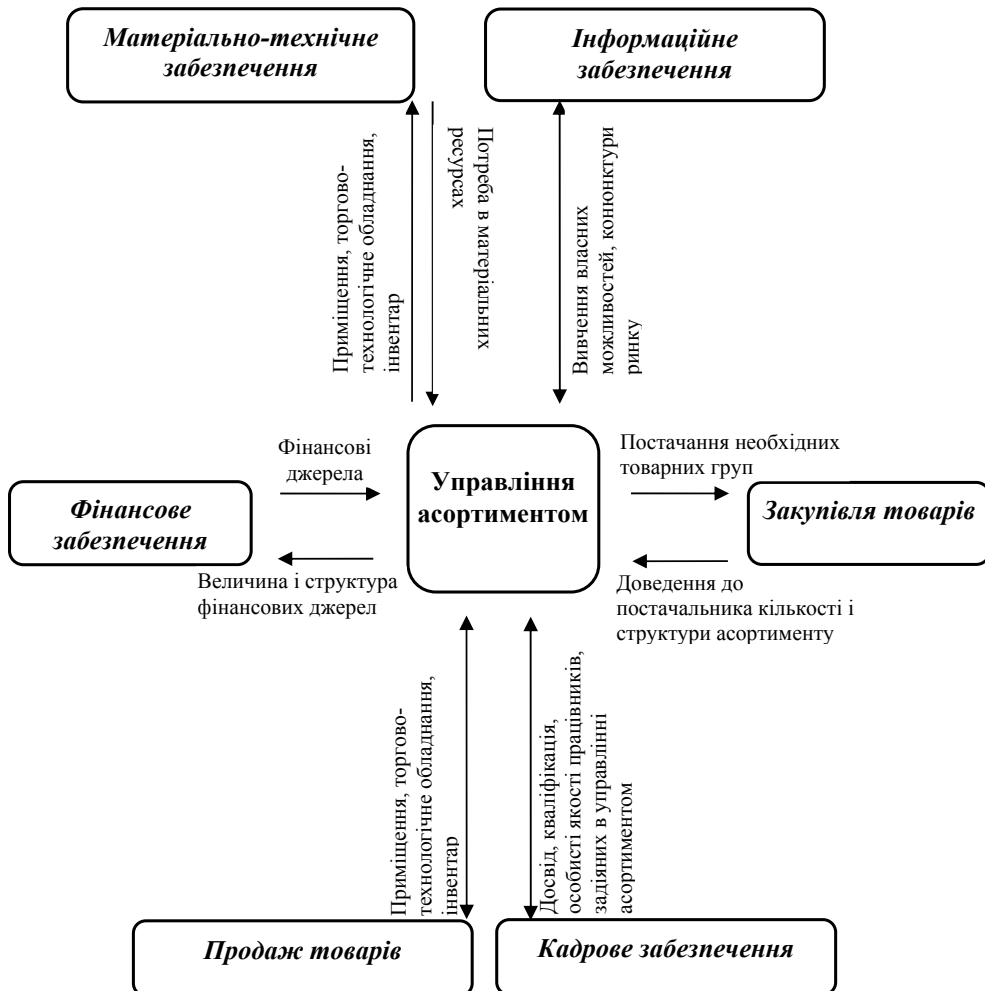 Матеріально-технічне
забезпечення
Інформаційне
забезпечення
Приміщення, торгово-
технологічне обладнання,
інвентар
Потреба в матеріальних
ресурсах
Вивчення власних
можливостей, конюнктури
ринку
Фінансові
джерела
Управління
асортиментом
Постачання необхідних
товарних груп
Фінансове
забезпечення
Закупівля товарів
Величина і структура
фінансових джерел
Доведення до
постачальника кількості і
структури асортименту
Приміщення, торгово-
технологічне обладнання,
інвентар
Досвід, кваліфікація,
особисті якості працівників,
задіяних в управлінні
асортиментом
Продаж товарів
Кадрове забезпечення